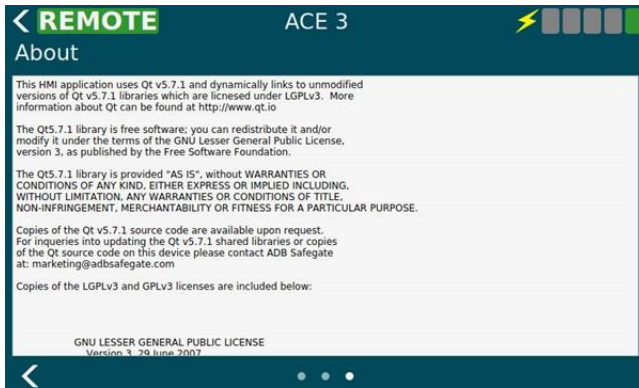 REMOTE
ACE 3
About
This HMI application uses Qt v5.7.1 and dynamically links to unmodified
versions of Qt v5.7.1 libraries which are licnesed under LGPLv3. More
information about Qt can be found at http://www.qt.io
The Qt5.7.1 library is free software; you can redistribute it and/or
modify it under the terms of the GNU Lesser General Public License,
version 3, as published by the Free Software Foundation.
The Qt5.7.1 library is provided "AS IS", without WARRANTIES OR
CONDITIONS OF ANY KIND, EITHER EXPRESS OR IMPLIED INCLUDING,
WITHOUT LIMITATION, ANY WARRANTIES OR CONDITIONS OF TITLE,
NON-INFRINGEMENT, MERCHANTABILITY OR FITNESS FOR A PARTICULAR PURPOSE.
Copies of the Qt v5.7.1 source code are available upon request.
For inqueries into updating the Qt v5.7.1 shared libraries or copies
of the Qt source code on this device please contact ADB Safegate
at: marketing@adbsafegate.com
Copies of the LGPLv3 and GPLv3 licenses are included below:
GNU LESSER GENERAL PUBLIC LICENSE
Version 3, 29 June 2007